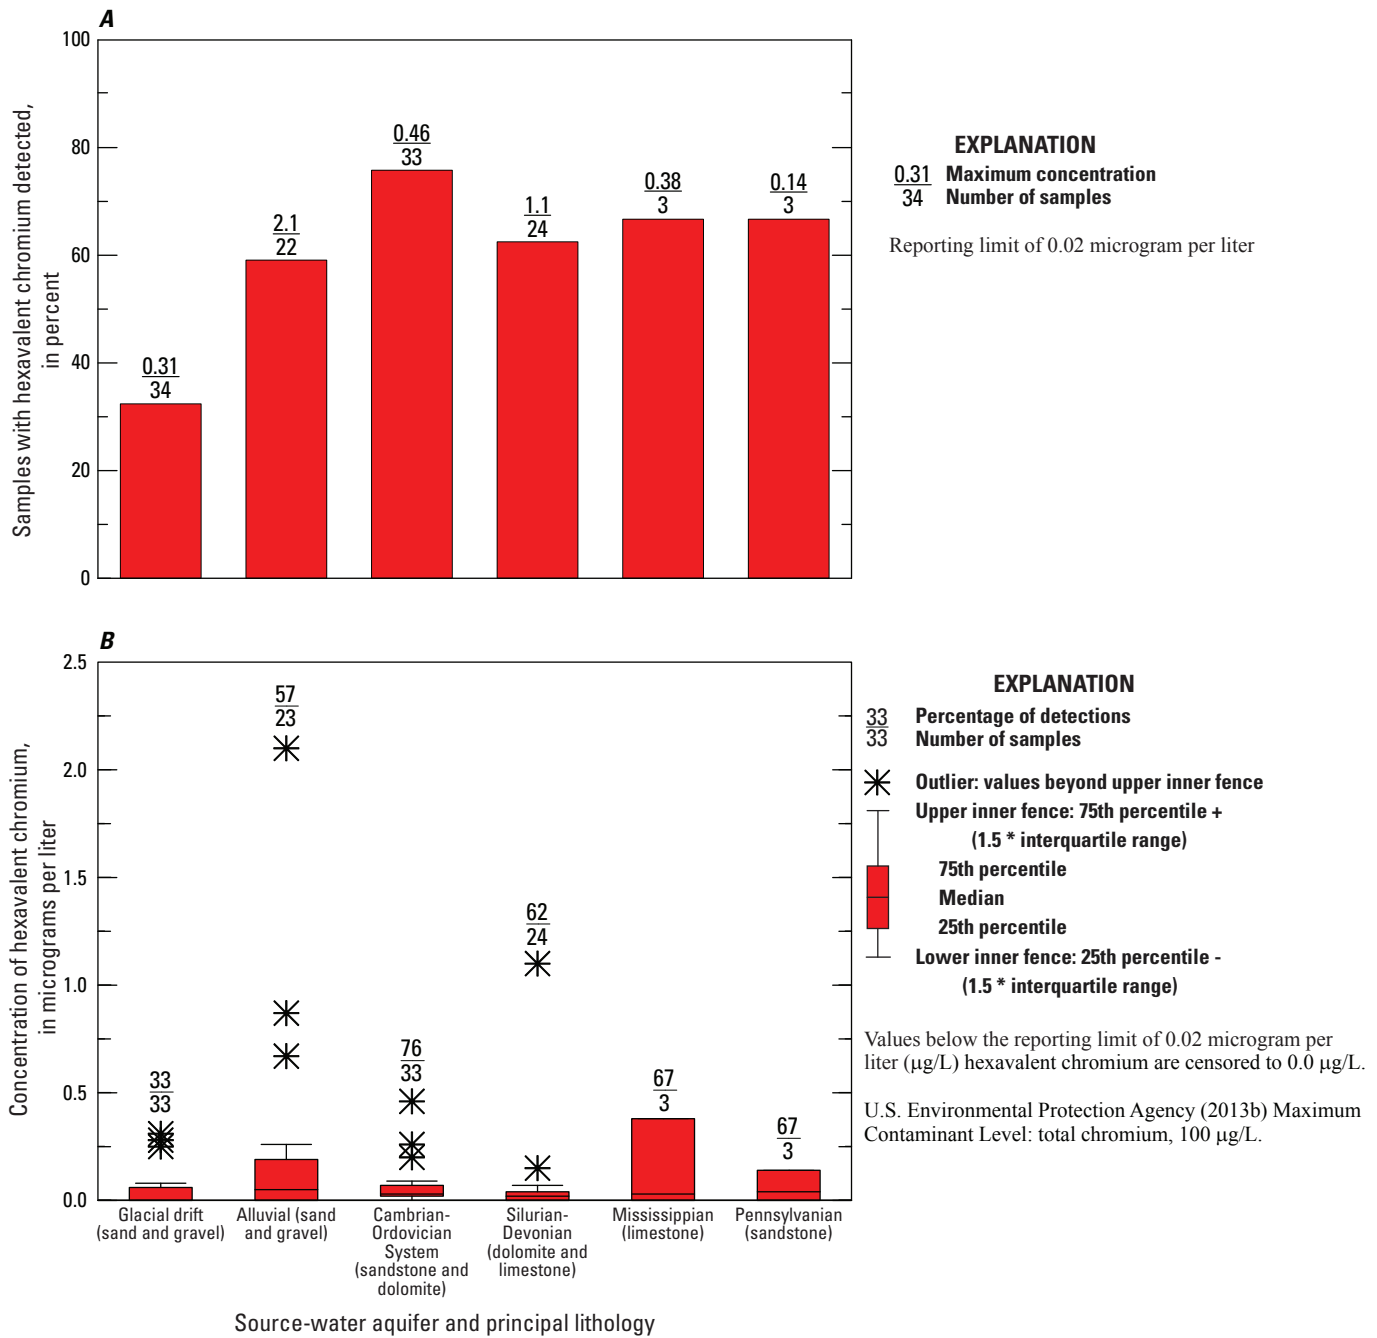 A
Samples with hexavalent chromium detected,
in percent
100
80
60
40
20
0
0.31
34
2.1
22
0.46
33
1.1
24
0.38
3
0.14
3
EXPLANATION
0.31 Maximum concentration
34 Number of samples
Reporting limit of 0.02 microgram per liter
B
Concentration of hexavalent chromium,
in micrograms per liter
2.5
2.0
1.5
1.0
0.5
0.0
33
33
57
23
76
33
62
24
67
3
67
3
Glacial drift
(sand and gravel)
Alluvial (sand
and gravel)
Cambrian-
Ordovician
System
(sandstone and
dolomite)
Silurian-
Devonian
(dolomite and
limestone)
Mississippian
(limestone)
Pennsylvanian
(sandstone)
Source-water aquifer and principal lithology
EXPLANATION
33 Percentage of detections
33 Number of samples
Outlier: values beyond upper inner fence
Upper inner fence: 75th percentile +
(1.5 * interquartile range)
75th percentile
Median
25th percentile
Lower inner fence: 25th percentile -
(1.5 * interquartile range)
Values below the reporting limit of 0.02 microgram per
liter (µg/L) hexavalent chromium are censored to 0.0 µg/L.
U.S. Environmental Protection Agency (2013b) Maximum
Contaminant Level: total chromium, 100 µg/L.